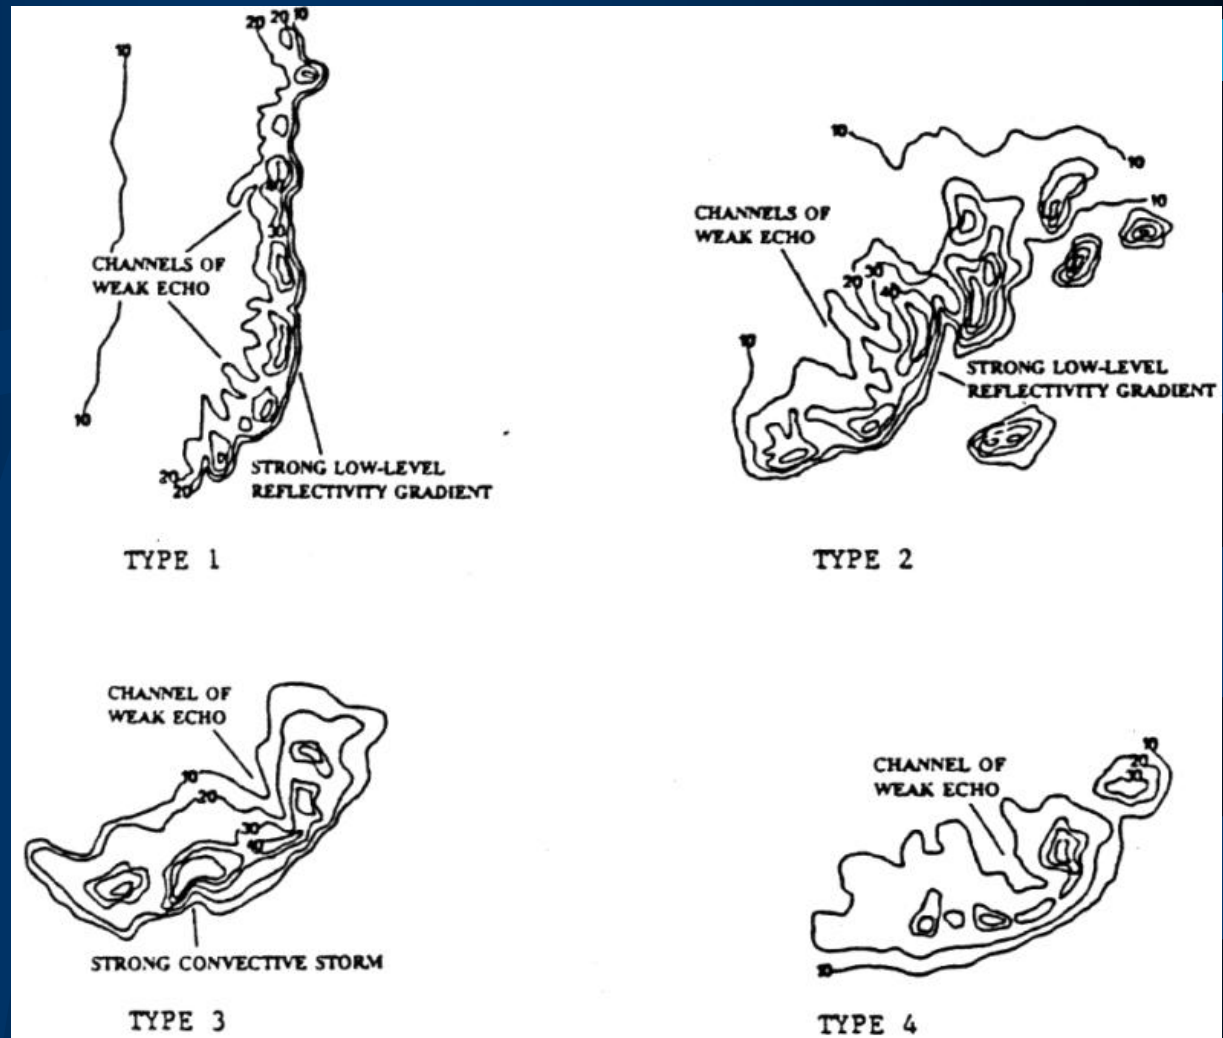 20
20
10
10
40
30
CHANNELS OF
WEAK ECHO
10
STRONG LOW-LEVEL
REFLECTIVITY GRADIENT
20
20
TYPE 1
10
10
10
CHANNELS OF
WEAK ECHO
30
20
40
10
STRONG LOW-LEVEL
REFLECTIVITY GRADIENT
TYPE 2
CHANNEL OF
WEAK ECHO
10
20
30
40
STRONG CONVECTIVE STORM
TYPE 3
10
20
30
CHANNEL OF
WEAK ECHO
10
TYPE 4